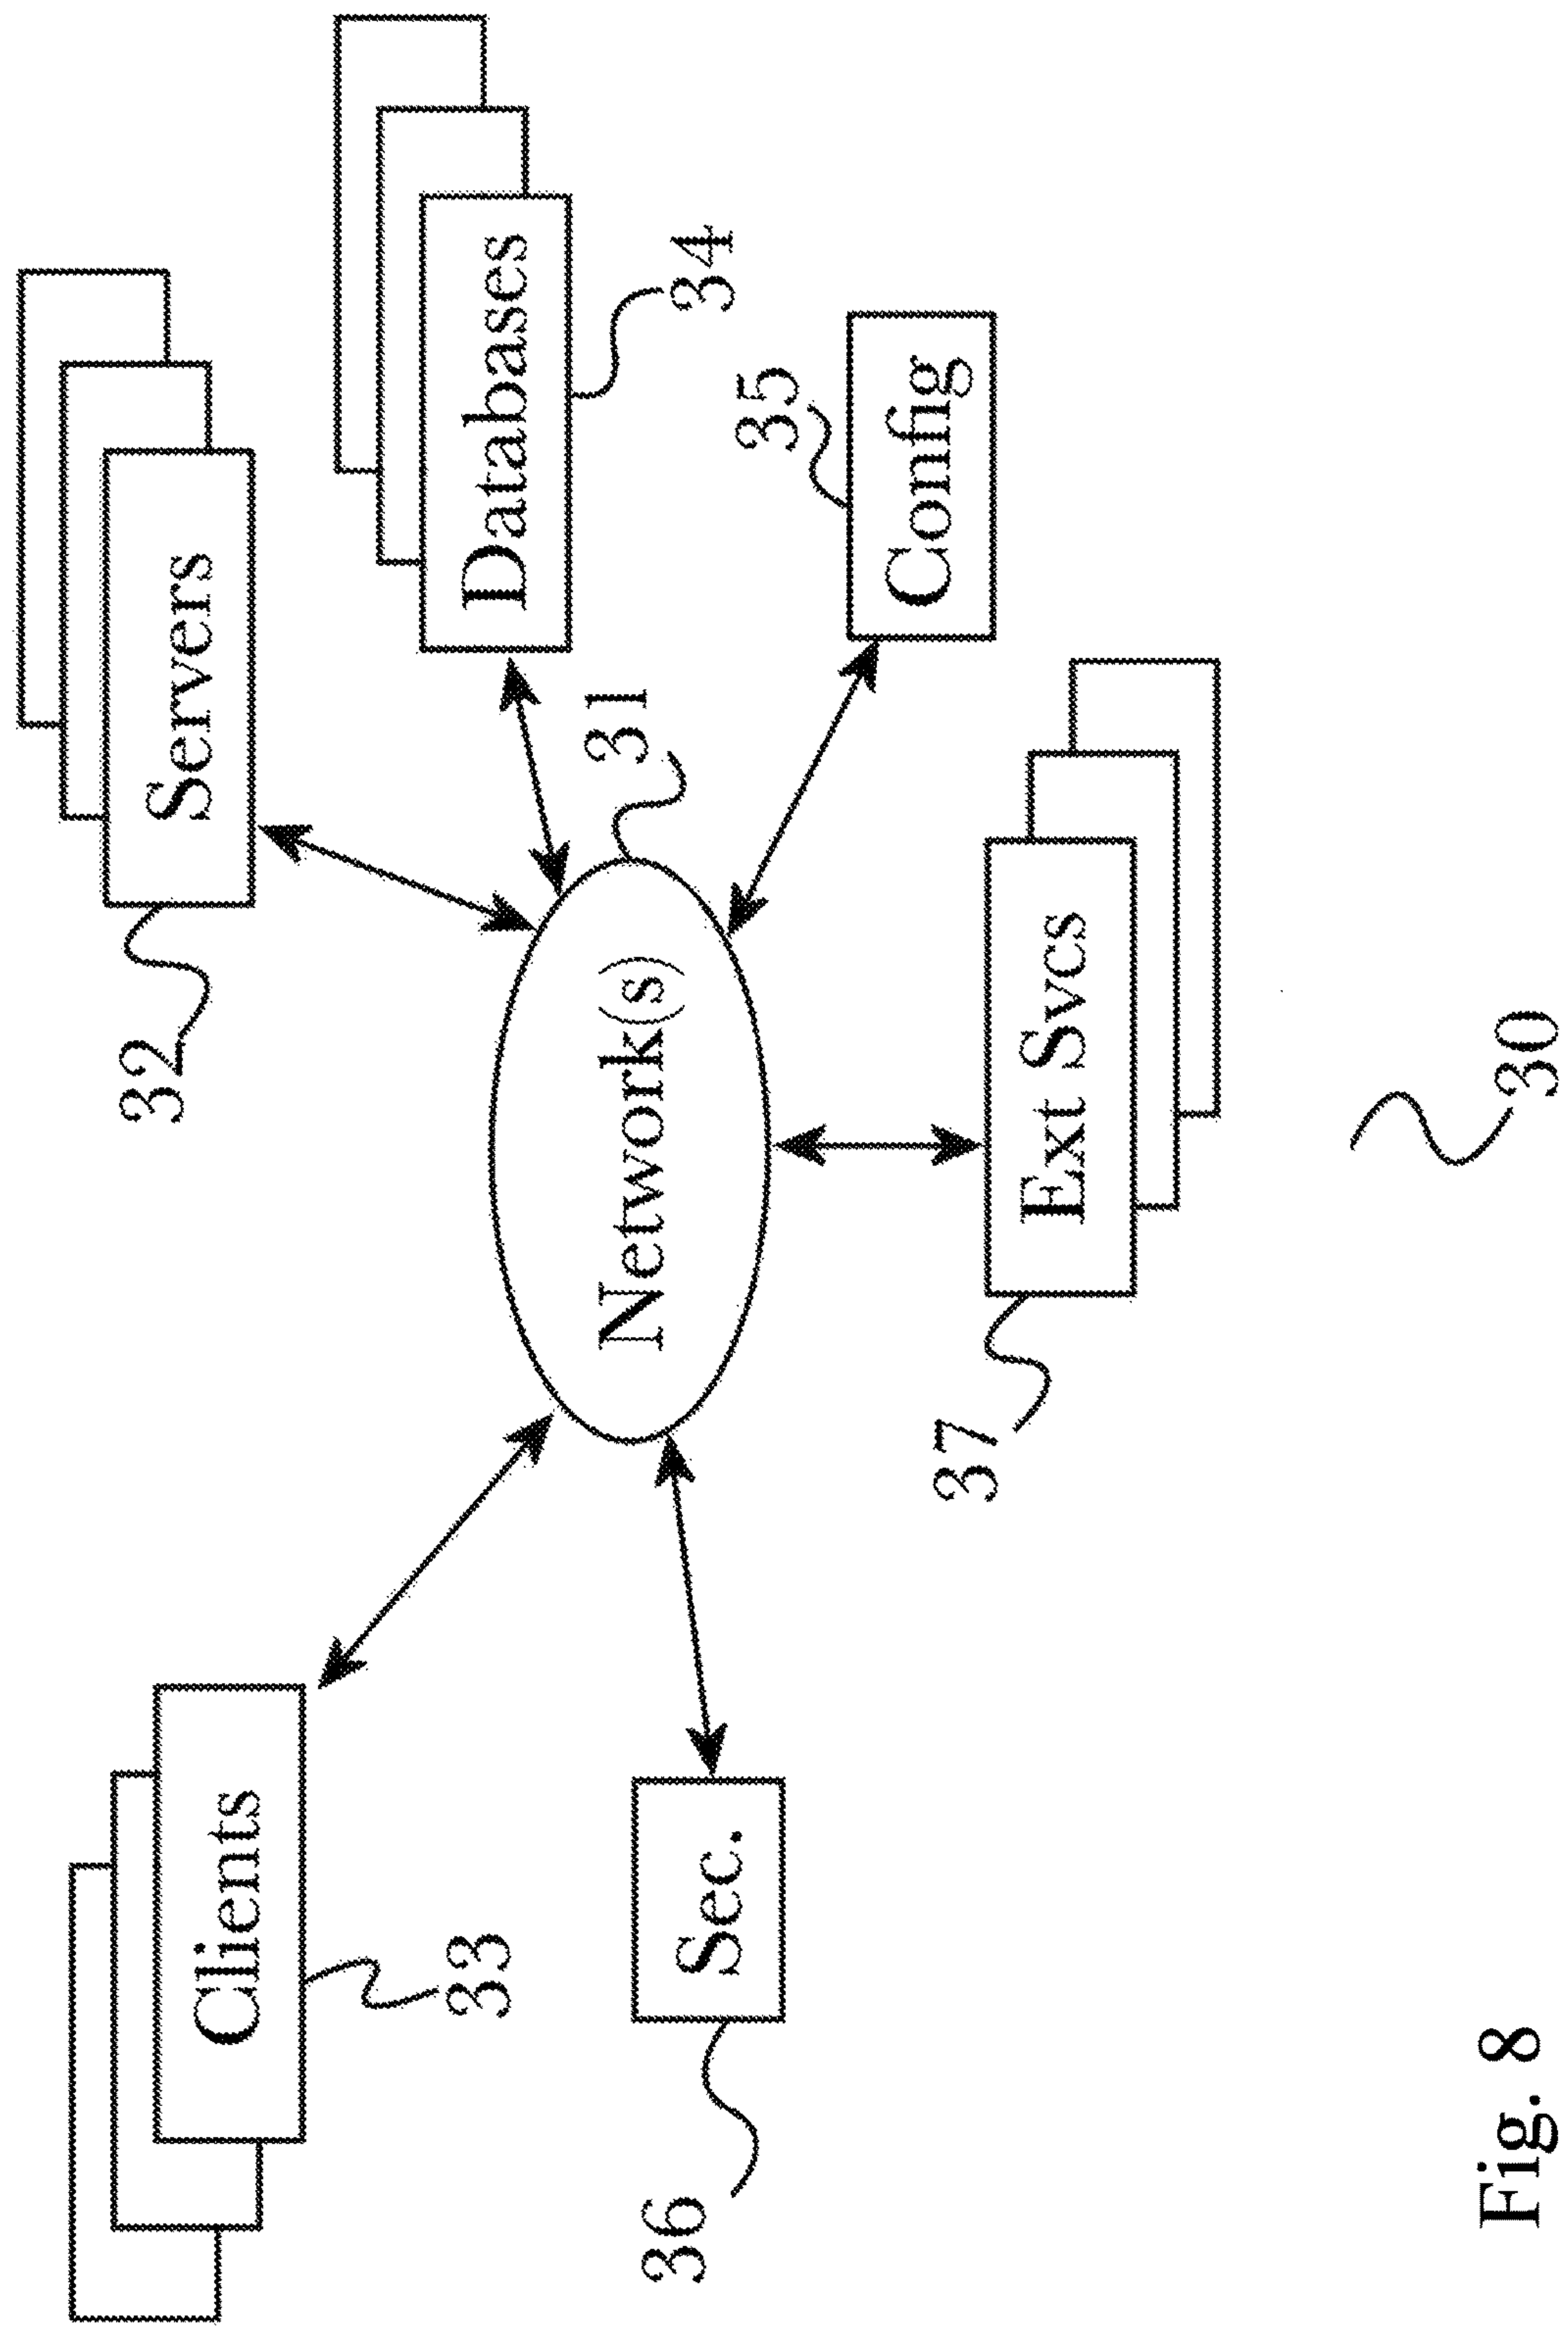 Servers
32
Clients
33
Databases
34
Network(s)
31
35
Config
Sec.
36
Ext Svcs
37
30
Fig. 8